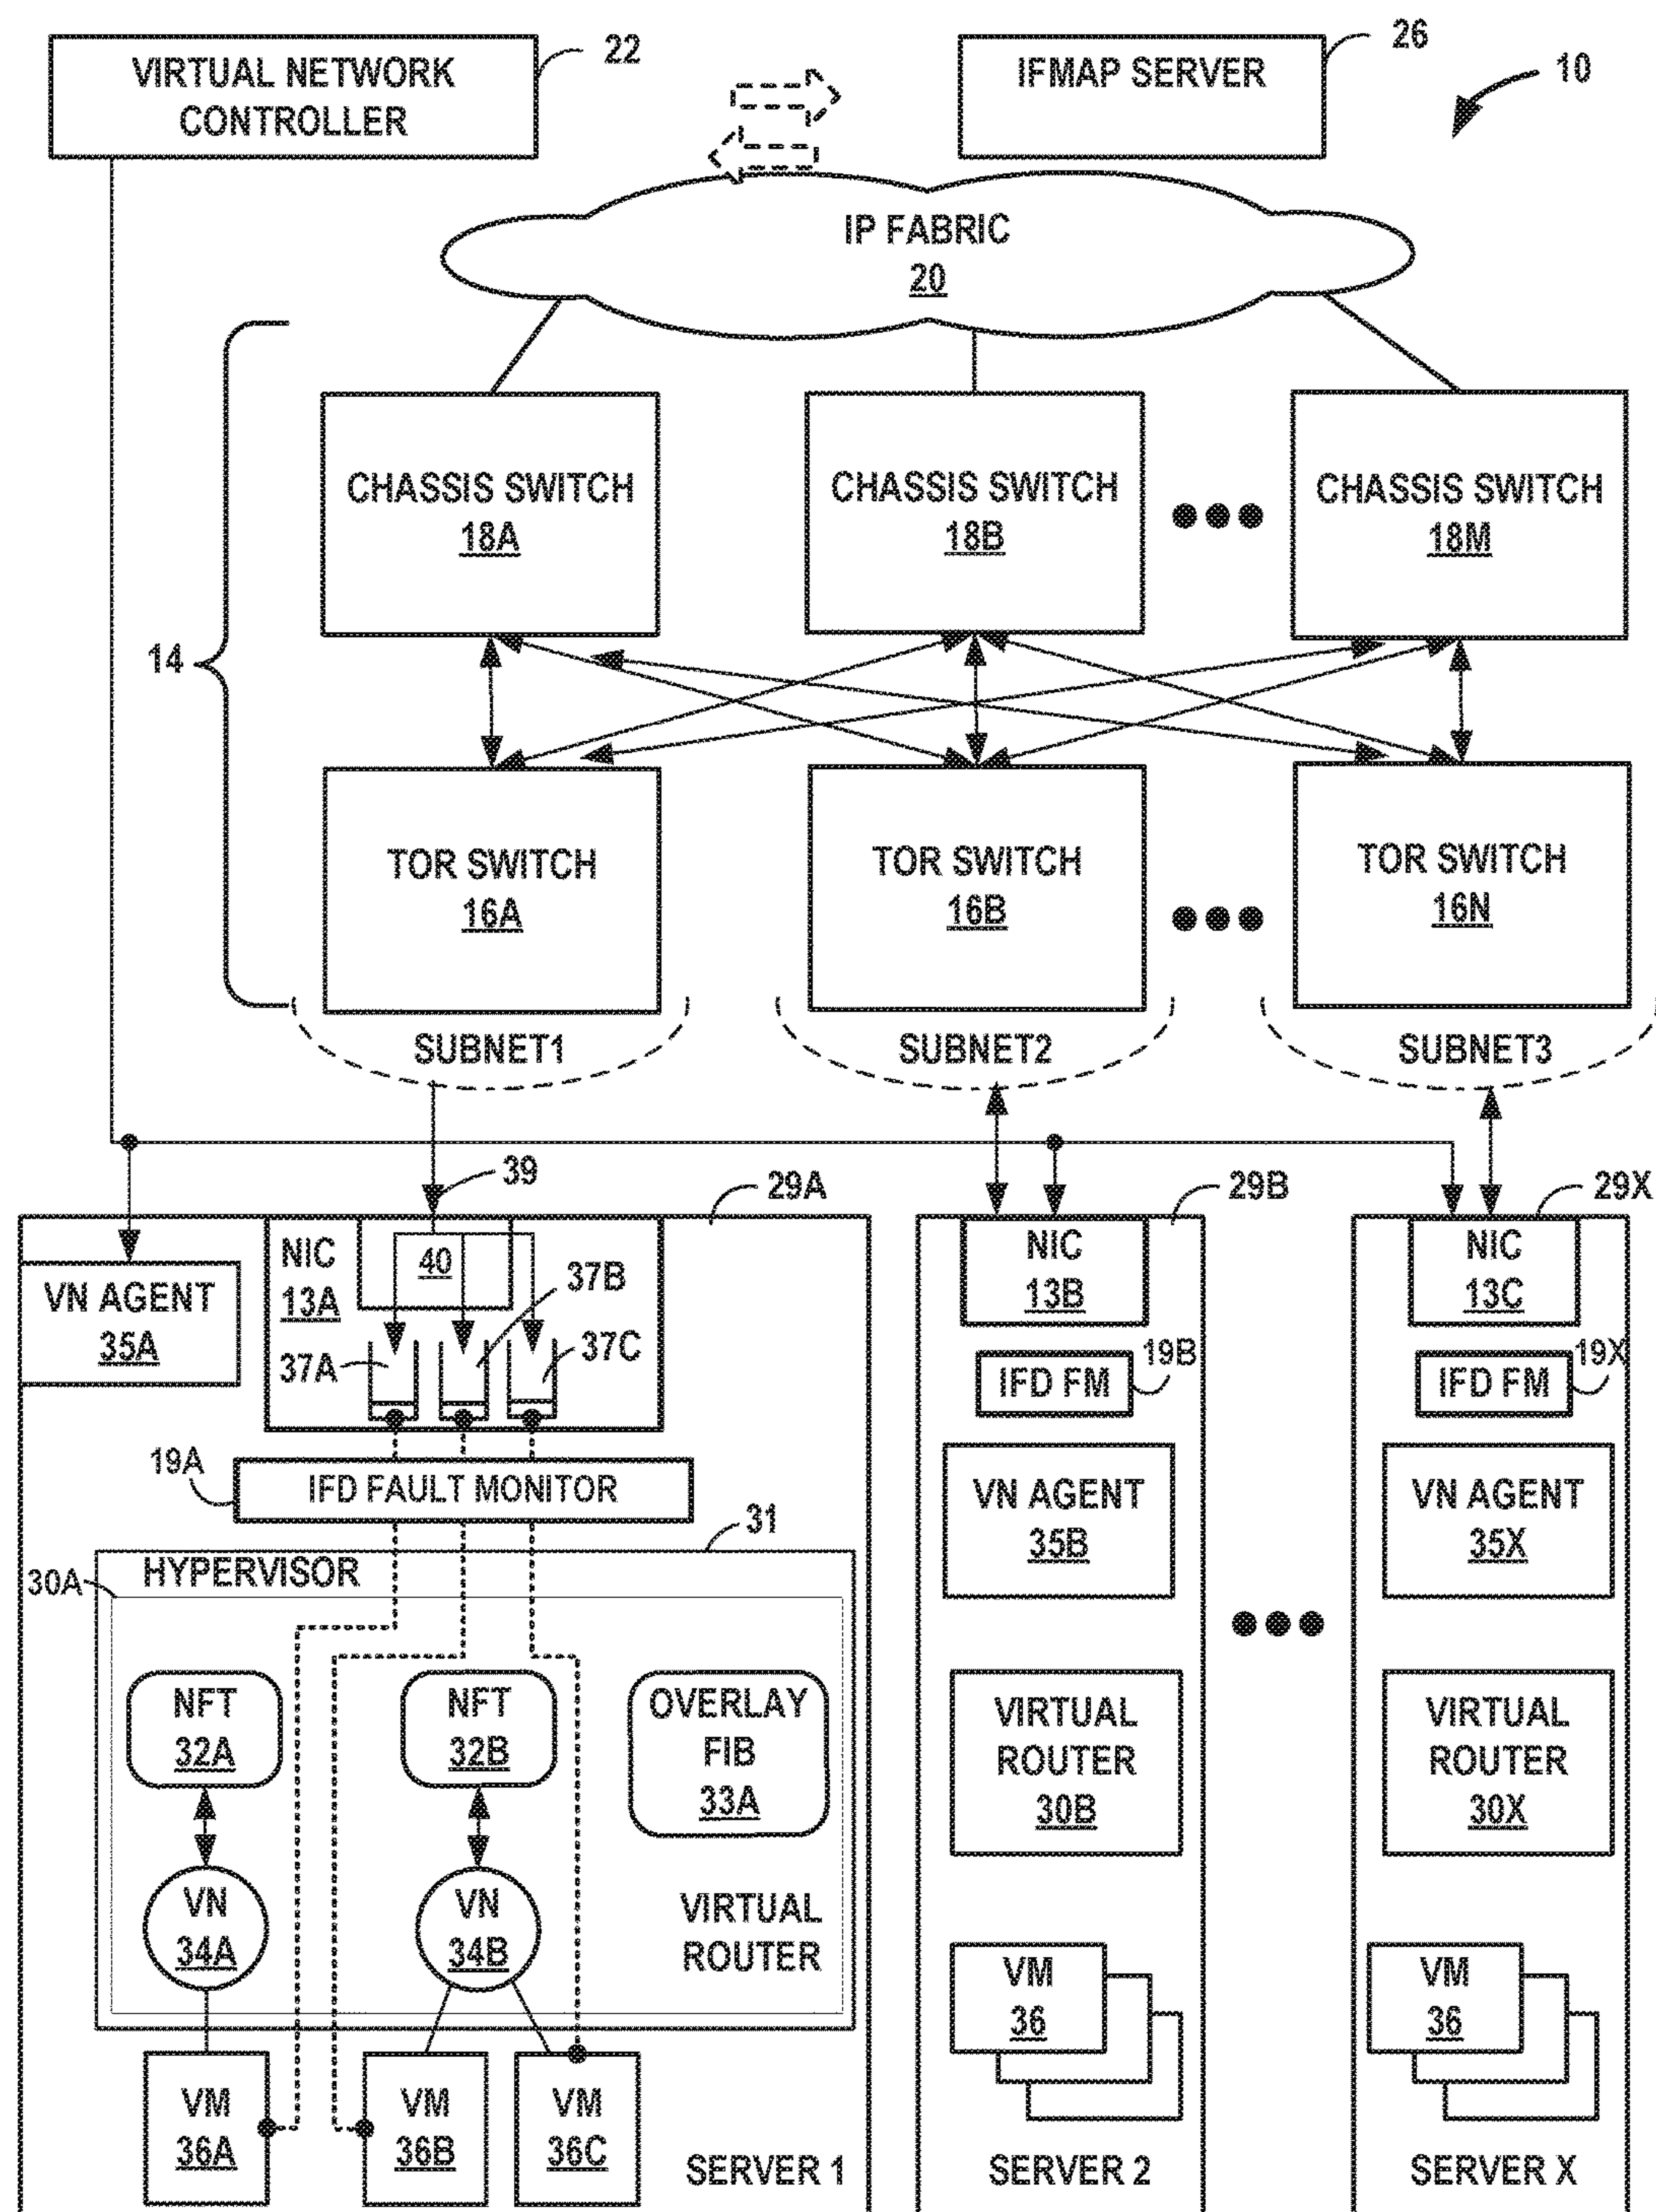 VIRTUAL NETWORK
CONTROLLER
22
IFMAP SERVER
26
10
IP FABRIC
20
14
CHASSIS SWITCH
18A
CHASSIS SWITCH
18B
CHASSIS SWITCH
18M
TOR SWITCH
16A
TOR SWITCH
16B
TOR SWITCH
16N
SUBNET1
SUBNET2
SUBNET3
39
29A
29B
29X
VN AGENT
35A
NIC
13A
40
37A
37B
37C
19A
IFD FAULT MONITOR
31
30A
HYPERVISOR
NFT
32A
NFT
32B
OVERLAY
FIB
33A
VN
34A
VN
34B
VIRTUAL
ROUTER
VM
36A
VM
36B
VM
36C
SERVER 1
NIC
13B
19B
IFD FM
VN AGENT
35B
VIRTUAL
ROUTER
30B
VM
36
SERVER 2
NIC
13C
19X
IFD FM
VN AGENT
35X
VIRTUAL
ROUTER
30X
VM
36
SERVER X